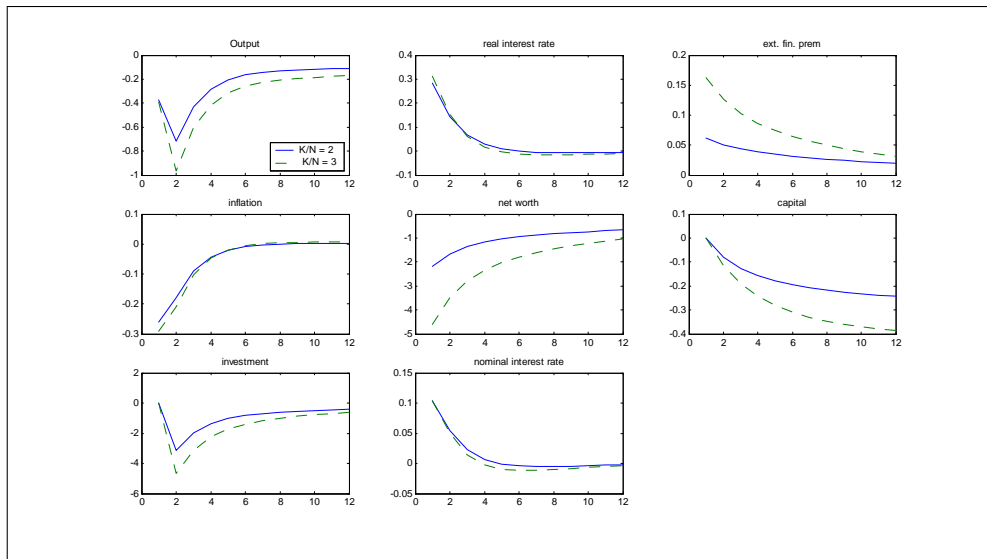 Output
0
-0.2
-0.4
-0.6
-0.8
-1
0 2 4 6 8 10 12
K/N = 2
K/N = 3
real interest rate
0.4
0.3
0.2
0.1
0
-0.1
0 2 4 6 8 10 12
ext. fin. prem
0.2
0.15
0.1
0.05
0
0 2 4 6 8 10 12
inflation
0.1
0
-0.1
-0.2
-0.3
0 2 4 6 8 10 12
net worth
0
-1
-2
-3
-4
-5
0 2 4 6 8 10 12
capital
0.1
0
-0.1
-0.2
-0.3
-0.4
0 2 4 6 8 10 12
investment
2
0
-2
-4
-6
0 2 4 6 8 10 12
nominal interest rate
0.15
0.1
0.05
0
-0.05
0 2 4 6 8 10 12